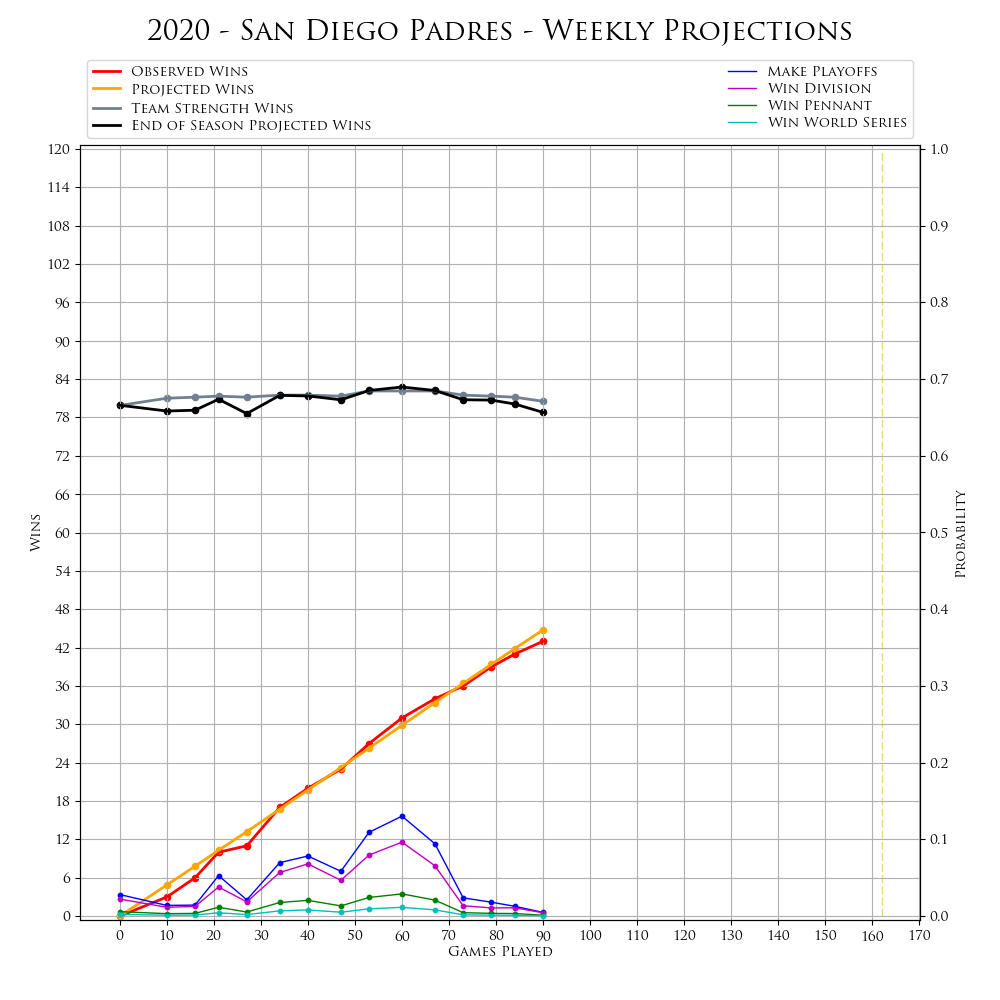 2020 - San Diego Padres - Weekly Projections
Observed Wins
Projected Wins
Team Strength Wins
End of Season Projected Wins
Make Playoffs
Win Division
Win Pennant
Win World Series
120
114
108
102
96
90
84
78
72
66
60
54
48
42
36
30
24
18
12
6
0
Wins
1.0
0.9
0.8
0.7
0.6
0.5
0.4
0.3
0.2
0.1
0.0
Probability
0 10 20 30 40 50 60 70 80 90 100 110 120 130 140 150 160 170
Games Played